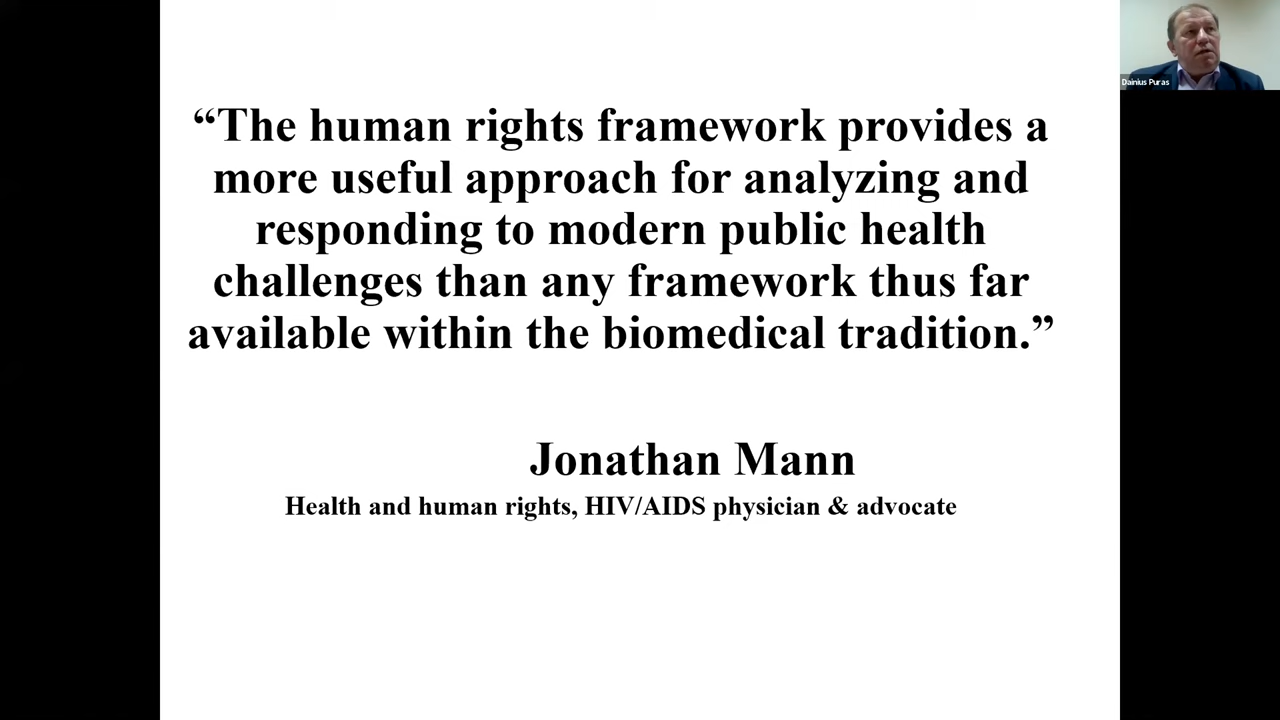 “The human rights framework provides a
more useful approach for analyzing and
responding to modern public health
challenges than any framework thus far
available within the biomedical tradition.”
Jonathan Mann
Health and human rights, HIV/AIDS physician & advocate
Dainius Puras